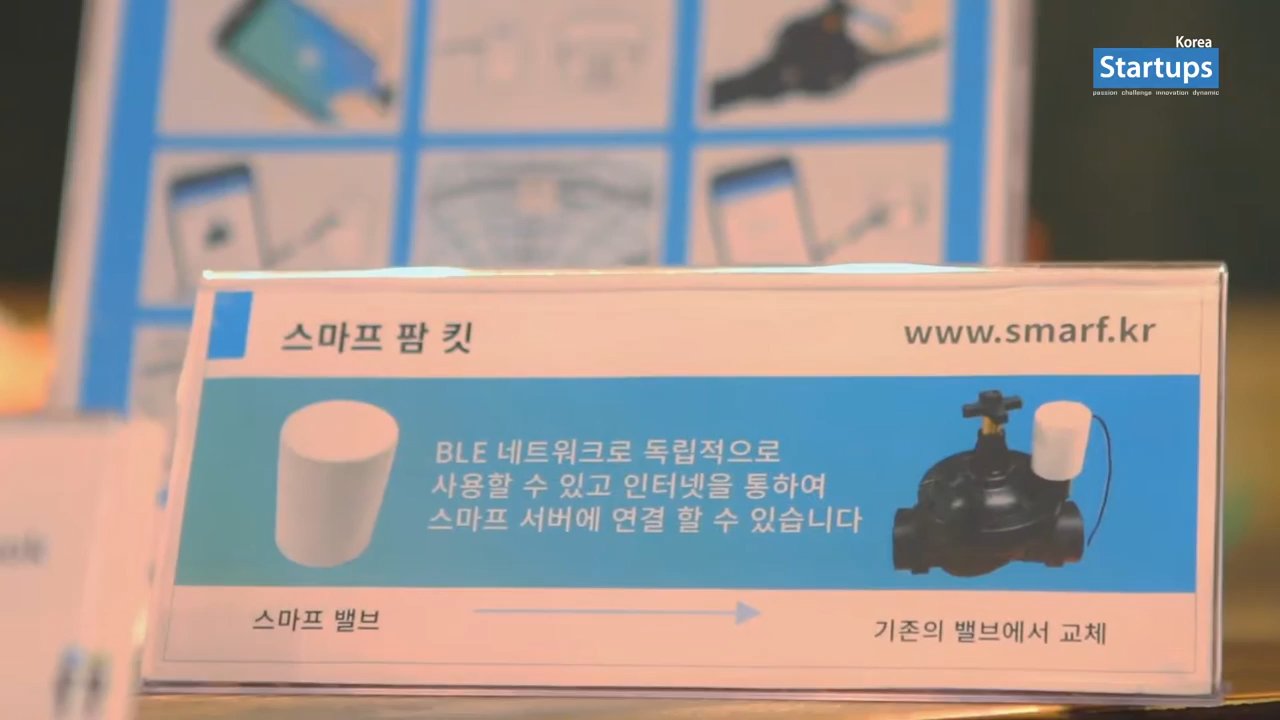 Korea
Startups
passion challenge innovation dynamic
스마프 팜 킷
www.smarf.kr
BLE 네트워크로 독립적으로
사용할 수 있고 인터넷을 통하여
스마프 서버에 연결 할 수 있습니다
스마프 밸브
기존의 밸브에서 교체